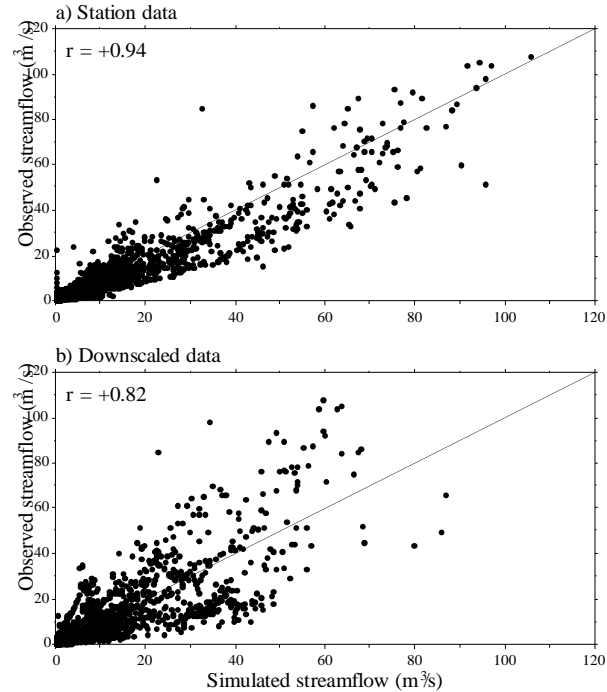 a) Station data
120
r = +0.94
100
80
60
40
20
0
Observed streamflow (m³/s)
0 20 40 60 80 100 120
b) Downscaled data
120
r = +0.82
100
80
60
40
20
0
Observed streamflow (m³/s)
0 20 40 60 80 100 120
Simulated streamflow (m³/s)